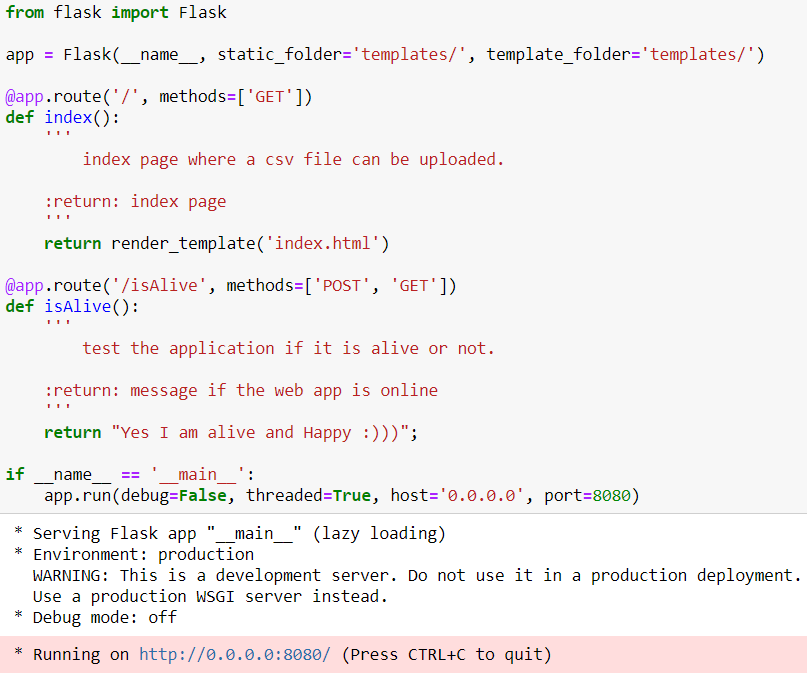 from flask import Flask
app = Flask(__name__, static_folder='templates/', template_folder='templates/')
@app.route('/', methods=['GET'])
def index():
    '''
        index page where a csv file can be uploaded.
    :return: index page
    '''
    return render_template('index.html')
@app.route('/isAlive', methods=['POST', 'GET'])
def isAlive():
    '''
        test the application if it is alive or not.
    :return: message if the web app is online
    '''
    return "Yes I am alive and Happy :)))";
if __name__ == '__main__':
    app.run(debug=False, threaded=True, host='0.0.0.0', port=8080)
 * Serving Flask app "__main__" (lazy loading)
 * Environment: production
   WARNING: This is a development server. Do not use it in a production deployment.
   Use a production WSGI server instead.
 * Debug mode: off
 * Running on http://0.0.0.0:8080/ (Press CTRL+C to quit)